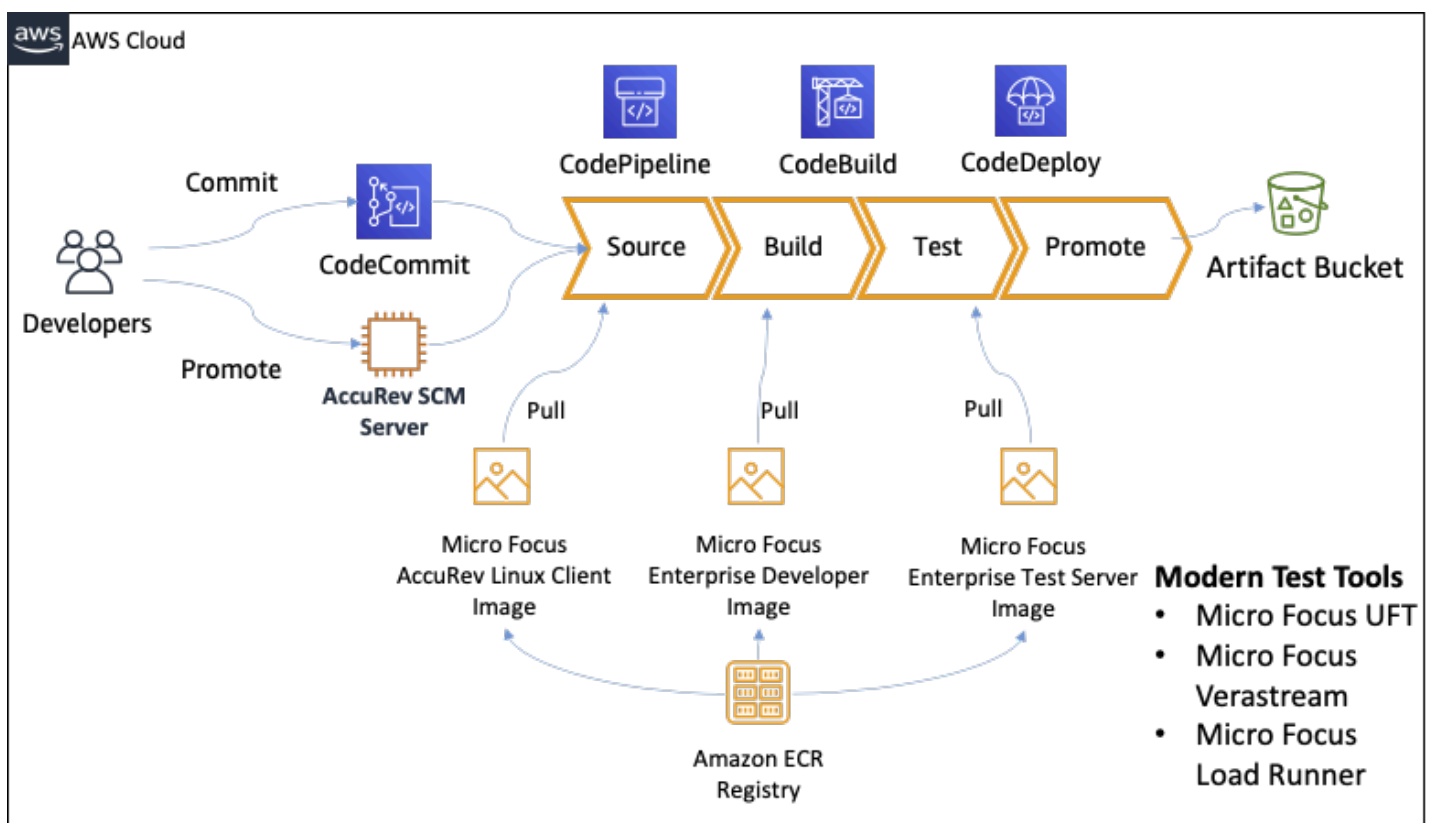 aws
AWS Cloud
CodePipeline
CodeBuild
CodeDeploy
Commit
CodeCommit
Source
Build
Test
Promote
Artifact Bucket
Developers
Promote
AccuRev SCM
Server
Pull
Pull
Pull
Micro Focus
AccuRev Linux Client
Image
Micro Focus
Enterprise Developer
Image
Micro Focus
Enterprise Test Server
Image
Modern Test Tools
• Micro Focus UFT
• Micro Focus
Verastream
• Micro Focus
Load Runner
Amazon ECR
Registry